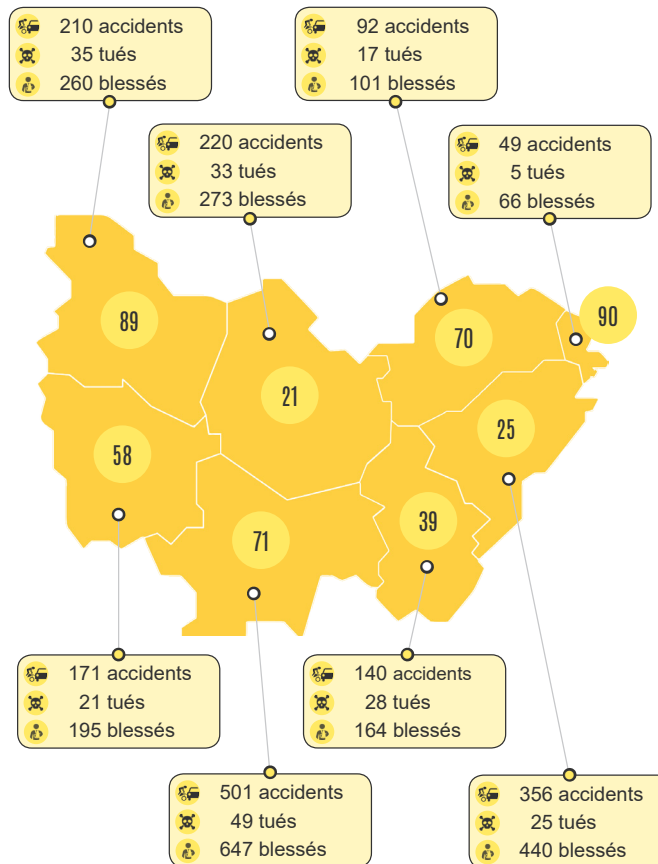 210 accidents
35 tués
260 blessés
92 accidents
17 tués
101 blessés
220 accidents
33 tués
273 blessés
49 accidents
5 tués
66 blessés
89
21
70
90
58
71
39
25
171 accidents
21 tués
195 blessés
140 accidents
28 tués
164 blessés
501 accidents
49 tués
647 blessés
356 accidents
25 tués
440 blessés